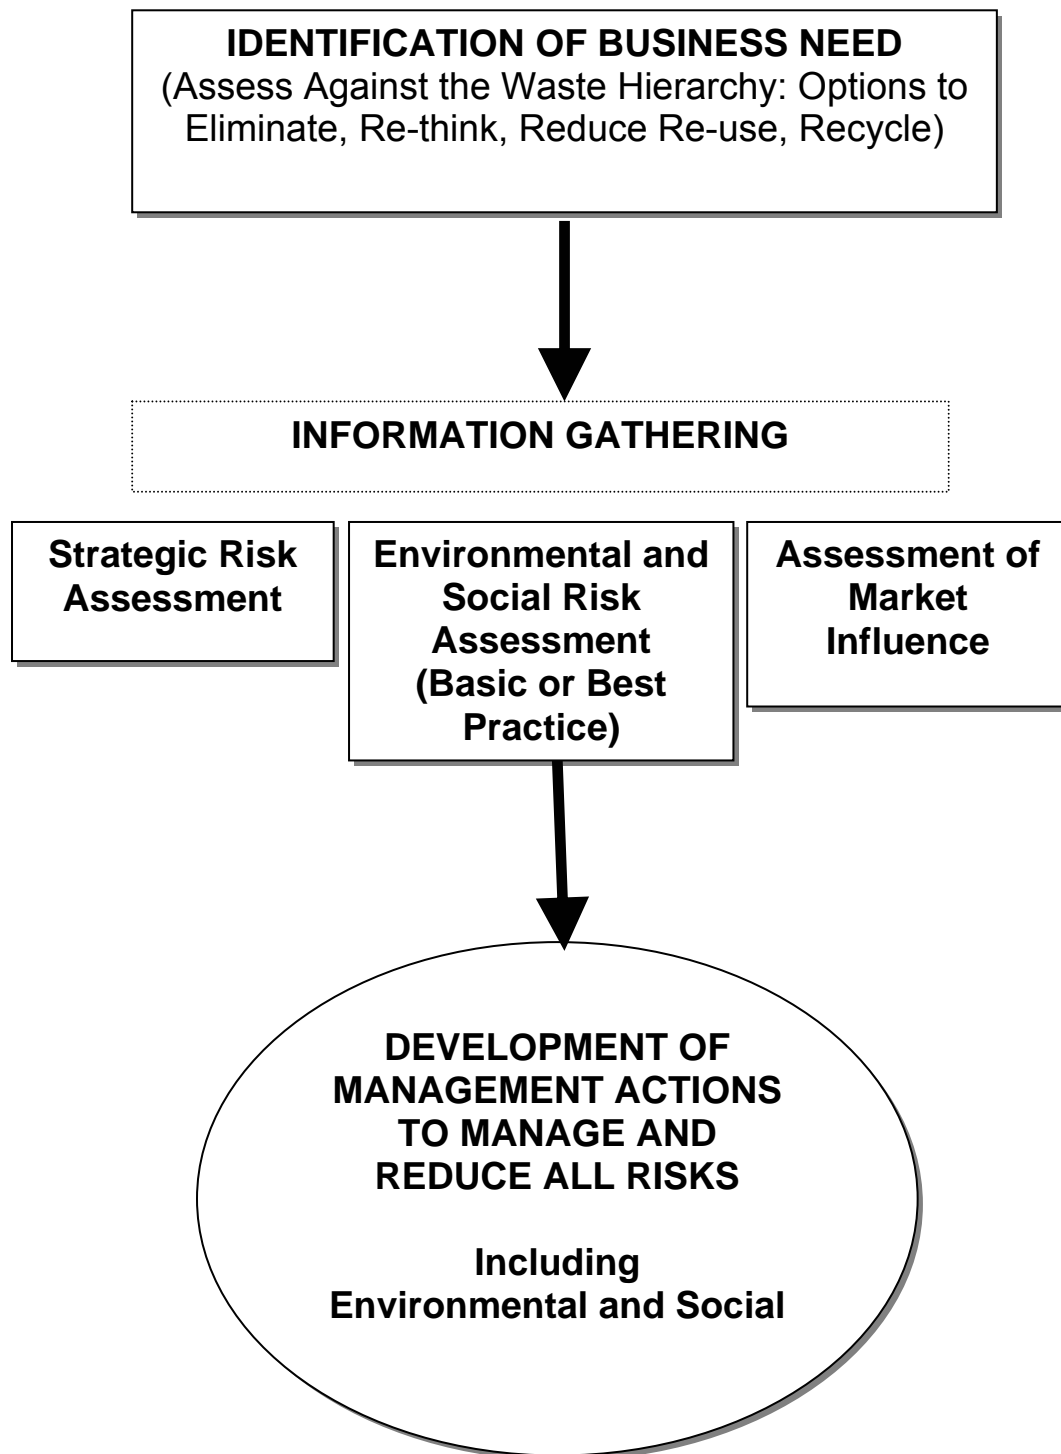 IDENTIFICATION OF BUSINESS NEED
(Assess Against the Waste Hierarchy: Options to
Eliminate, Re-think, Reduce Re-use, Recycle)
INFORMATION GATHERING
Strategic Risk
Assessment
Environmental and
Social Risk
Assessment
(Basic or Best
Practice)
Assessment of
Market
Influence
DEVELOPMENT OF
MANAGEMENT ACTIONS
TO MANAGE AND
REDUCE ALL RISKS
Including
Environmental and Social